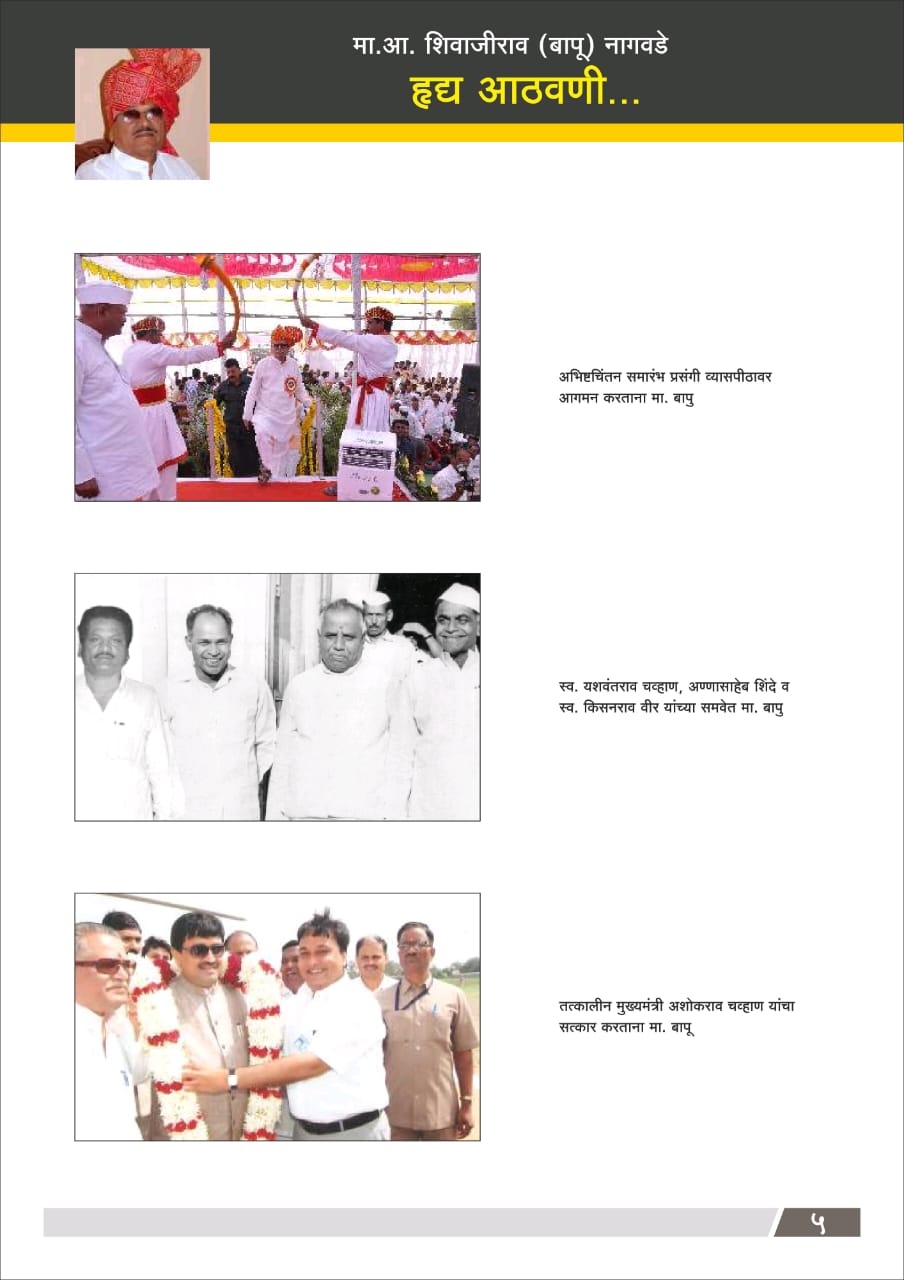 मा.आ. शिवाजीराव (बापू) नागवडे
हृद्य आठवणी...
अभिष्टचिंतन समारंभ प्रसंगी व्यासपीठावर
आगमन करताना मा. बापु
स्व. यशवंतराव चव्हाण, अण्णासाहेब शिंदे व
स्व. किसनराव वीर यांच्या समवेत मा. बापु
तत्कालीन मुख्यमंत्री अशोकराव चव्हाण यांचा
सत्कार करताना मा. बापू
५